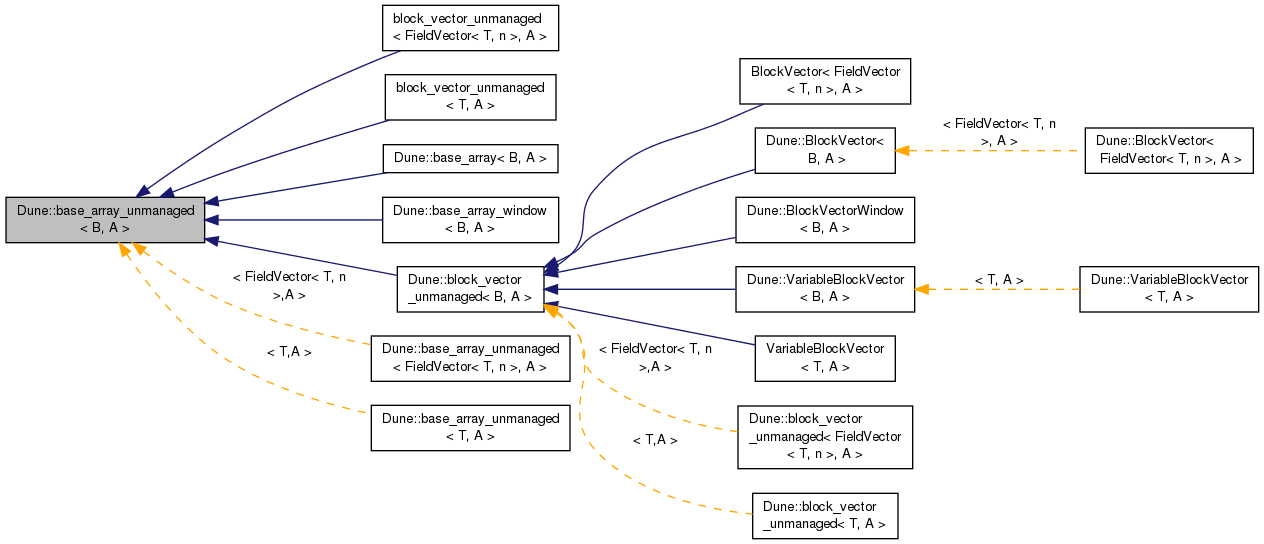 block_vector_unmanaged
< FieldVector< T, n >, A >
block_vector_unmanaged
< T, A >
Dune::base_array< B, A >
Dune::base_array_unmanaged
< B, A >
Dune::base_array_window
< B, A >
Dune::block_vector
_unmanaged< B, A >
< FieldVector< T, n
>,A >
Dune::base_array_unmanaged
< FieldVector< T, n >, A >
< T,A >
Dune::base_array_unmanaged
< T, A >
BlockVector< FieldVector
< T, n >, A >
Dune::BlockVector<
B, A >
< FieldVector< T, n
>, A >
Dune::BlockVector<
FieldVector< T, n >, A >
Dune::BlockVectorWindow
< B, A >
Dune::VariableBlockVector
< B, A >
< T, A >
Dune::VariableBlockVector
< T, A >
VariableBlockVector
< T, A >
< FieldVector< T, n
>,A >
Dune::block_vector
_unmanaged< FieldVector
< T, n >, A >
< T,A >
Dune::block_vector
_unmanaged< T, A >